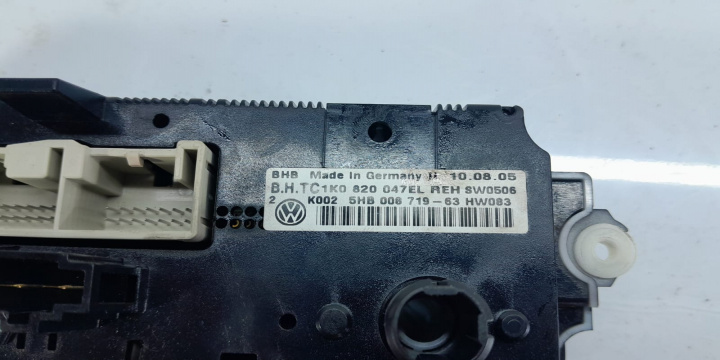 BHB Made In Germany 10.08.05
B.H.TC1K0 820 047EL REH SW0506
2 K002 5HB 008 719-63 HW083